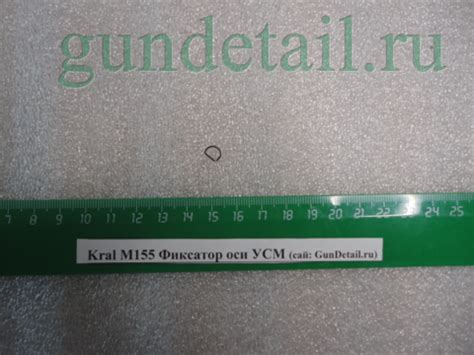 gundetail.ru
7 8 9 10 11 12 13 14 15 16 17 18 19 20 21 22 23 24 25
Kral M155 Фиксатор оси УСМ (сай: GunDetail.ru)